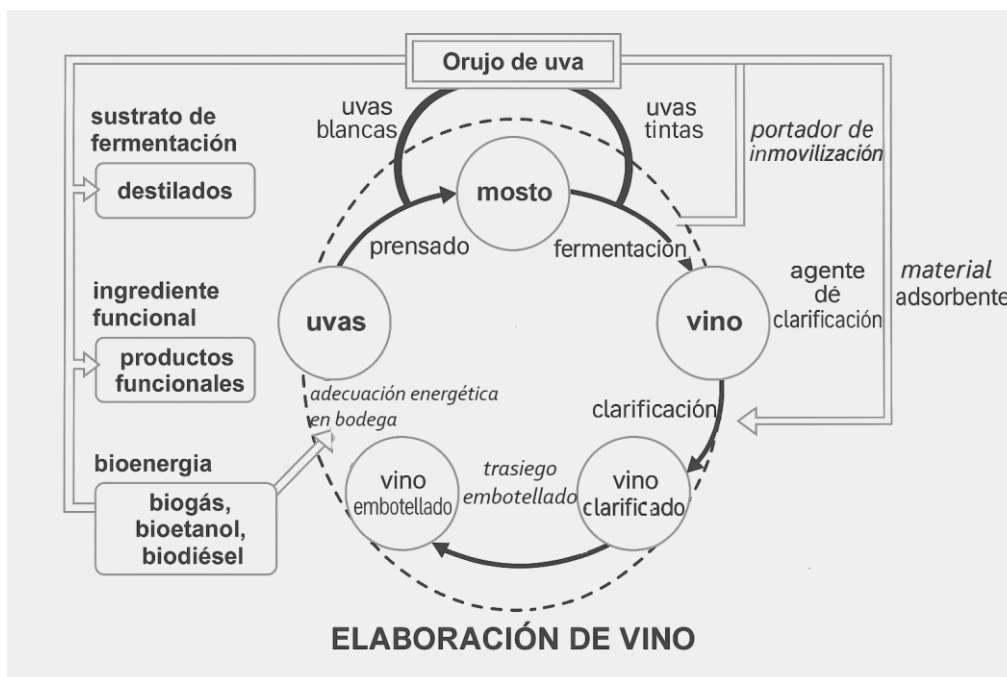 Orujo de uva
uvas
blancas
uvas
tintas
sustrato de
fermentación
destilados
portador de
inmovilización
mosto
prensado
fermentación
ingrediente
funcional
productos
funcionales
uvas
vino
agente
dé
clarificación
material
adsorbente
adecuación energética
en bodega
clarificación
bioenergia
biogás,
bioetanol,
biodiésel
vino
embotellado
trasiego
embotellado
vino
clarificado
ELABORACIÓN DE VINO